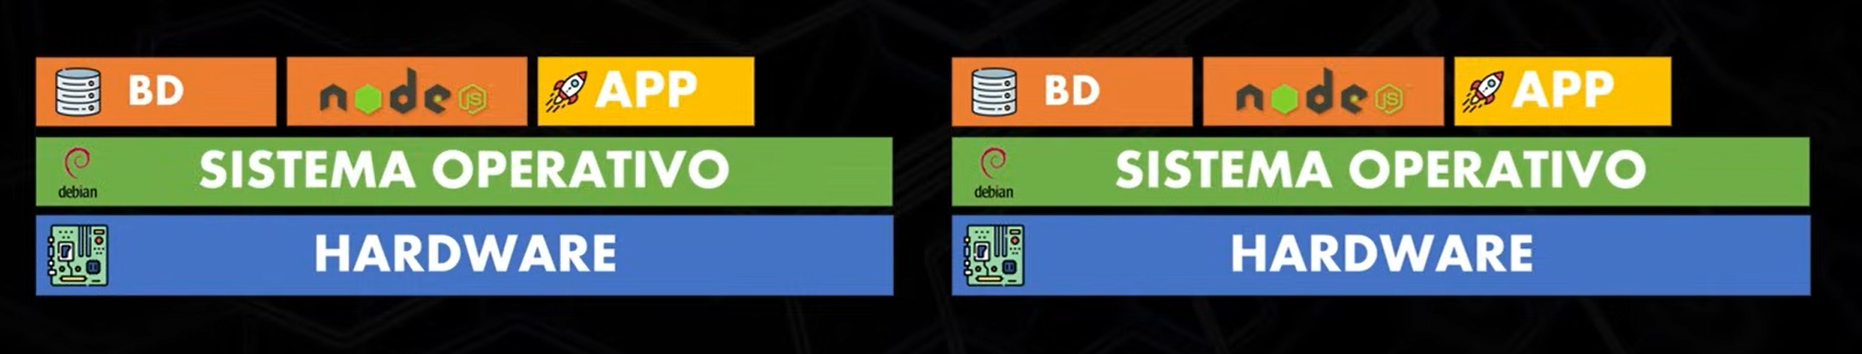 BD node JS APP
debian SISTEMA OPERATIVO
HARDWARE
BD node JS APP
debian SISTEMA OPERATIVO
HARDWARE